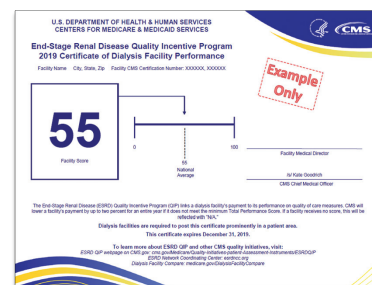 U.S. DEPARTMENT OF HEALTH & HUMAN SERVICES
CENTERS FOR MEDICARE & MEDICAID SERVICES
CMS
End-Stage Renal Disease Quality Incentive Program
2019 Certificate of Dialysis Facility Performance
Facility Name City, State, Zip Facility CMS Certification Number: XXXXXX, XXXXXX
Example
Only
55
Facility Score
0
100
55
National
Average
Facility Medical Director
/s/ Kate Goodrich
CMS Chief Medical Officer
The End-Stage Renal Disease (ESRD) Quality Incentive Program (QIP) links a dialysis facility's payment to its performance on quality of care measures. CMS will
lower a facility's payment by up to two percent for an entire year if it does not meet the minimum Total Performance Score. If a facility receives no score, this will be
reflected with "N/A."
Dialysis facilities are required to post this certificate prominently in a patient area.
This certificate expires December 31, 2019.
To learn more about ESRD QIP and other CMS quality initiatives, visit:
ESRD QIP webpage on CMS.gov: cms.gov/Medicare/Quality-Initiatives-patient-Assessment-Instruments/ESRDQIP
ESRD Network Coordinating Center: esrdncc.org
Dialysis Facility Compare: medicare.gov/DialysisFacilityCompare